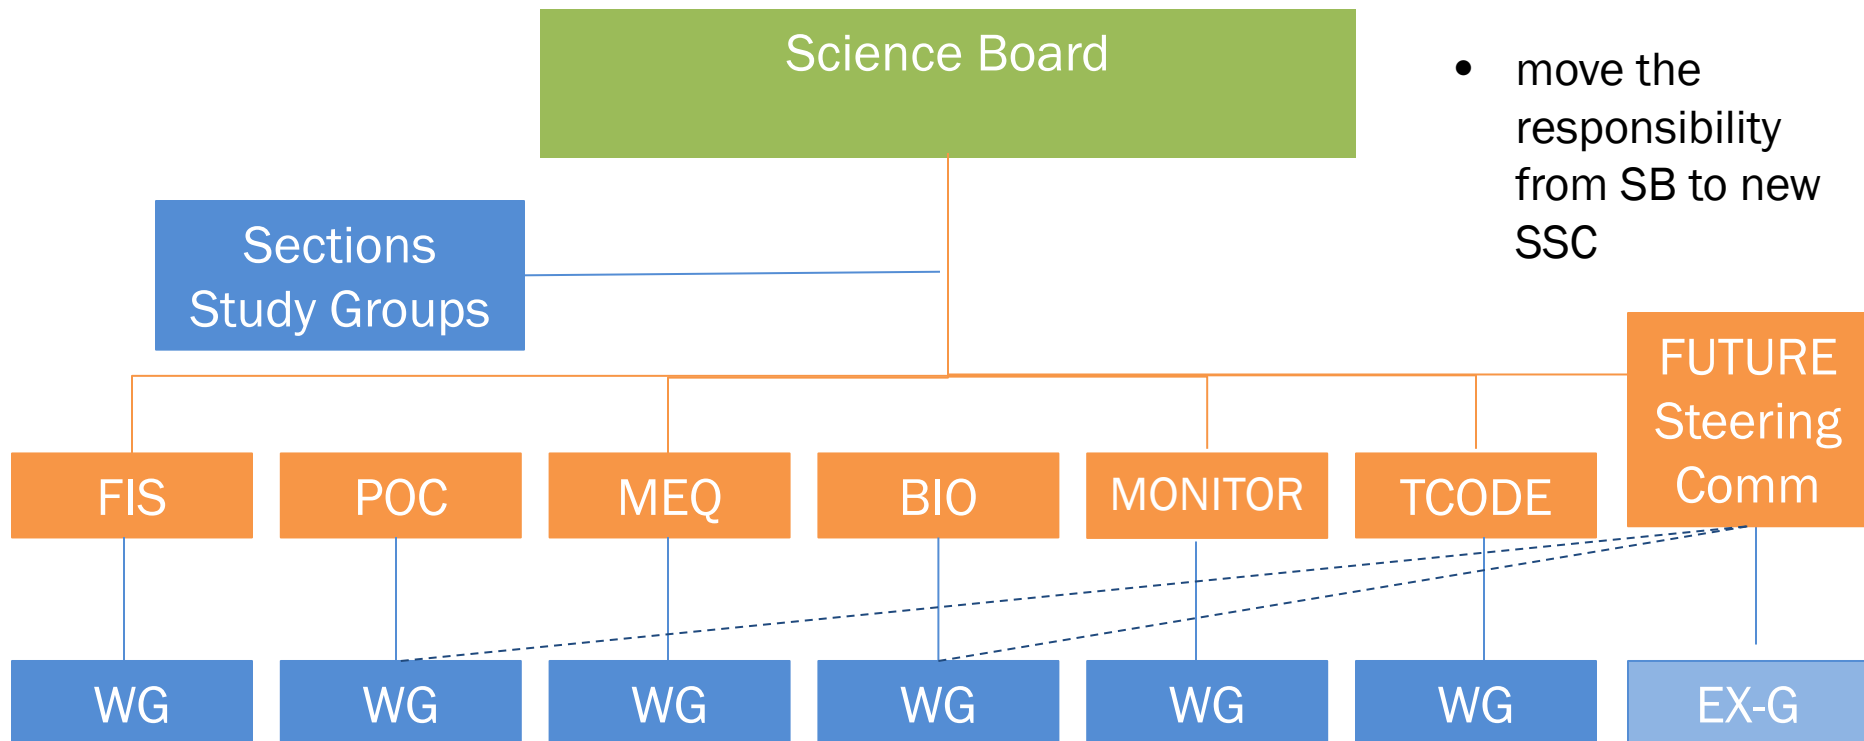 Science Board
• move the
responsibility
from SB to new
SSC
Sections
Study Groups
FUTURE
Steering
Comm
FIS
POC
MEQ
BIO
MONITOR
TCODE
WG
WG
WG
WG
WG
WG
EX-G